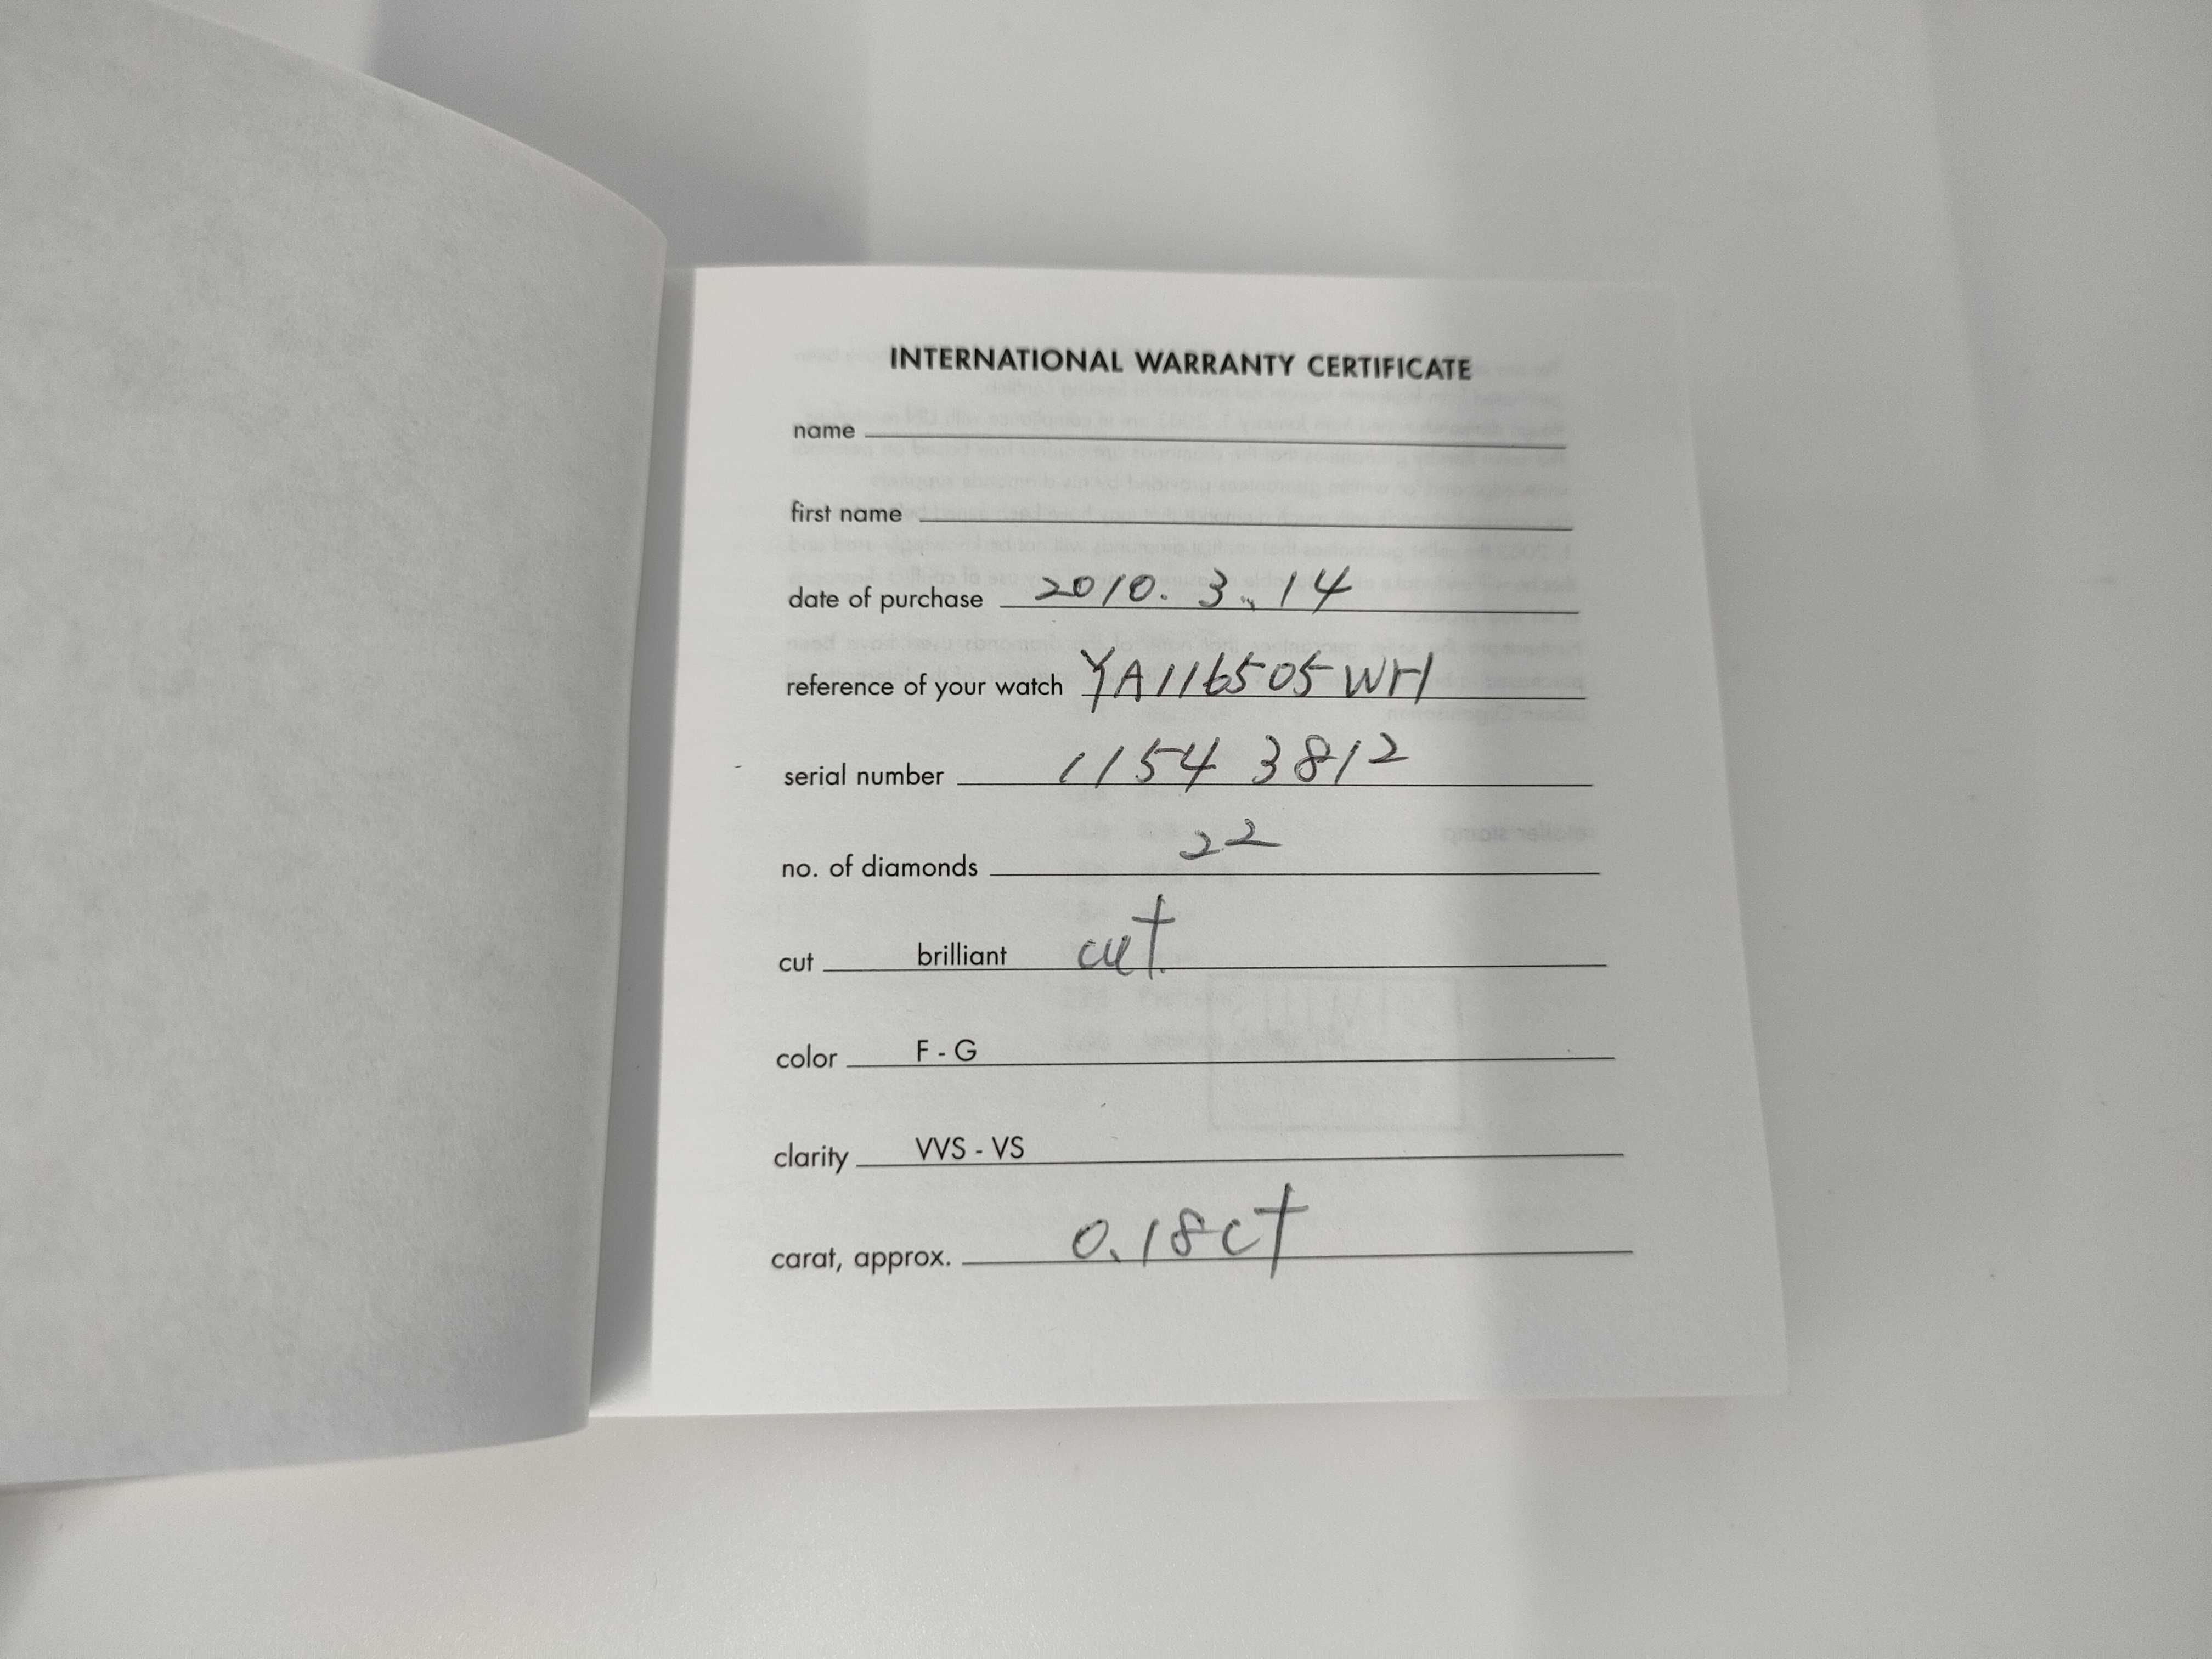 INTERNATIONAL WARRANTY CERTIFICATE
name
first name
date of purchase 2010. 3. 14
reference of your watch YA116505WH
serial number 1154 3812
no. of diamonds 22
cut brilliant cut
color F - G
clarity VVS - VS
carat, approx. 0.18ct